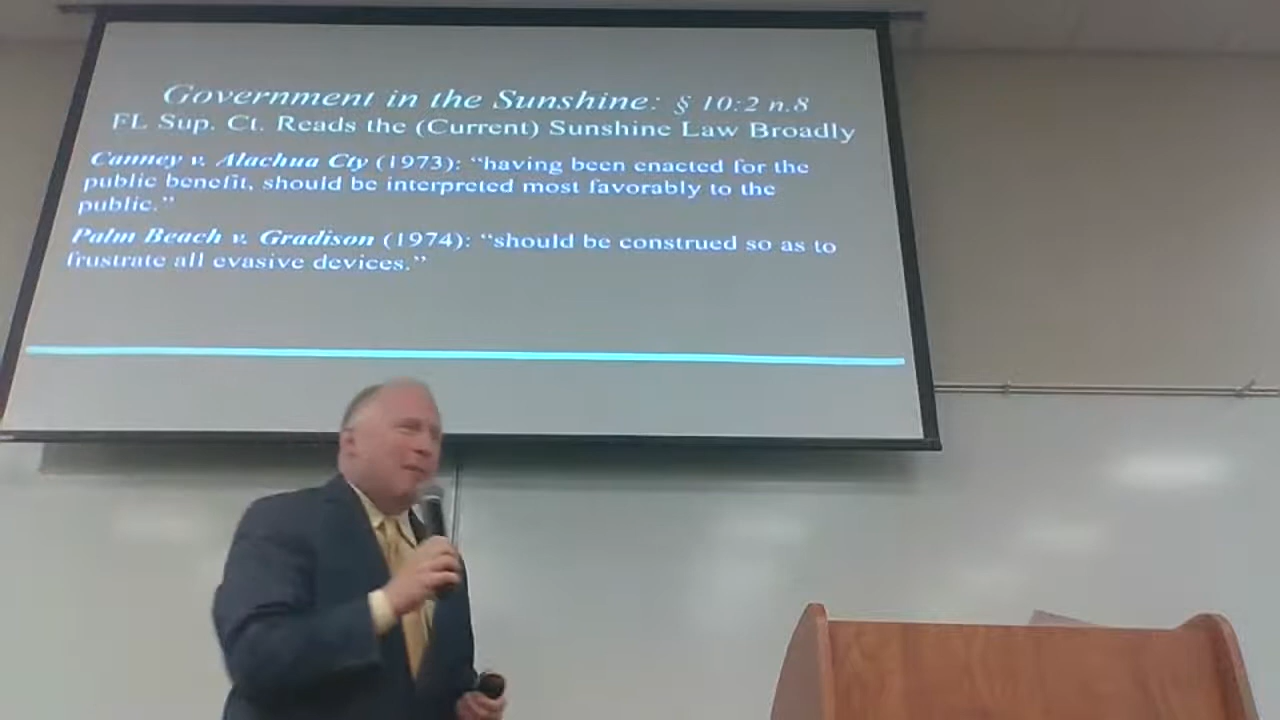 Government in the Sunshine: § 10:2 n.8
FL Sup. Ct. Reads the (Current) Sunshine Law Broadly
Canney v. Alachua Cty (1973): “having been enacted for the
public benefit, should be interpreted most favorably to the
public.”
Palm Beach v. Gradison (1974): “should be construed so as to
frustrate all evasive devices.”